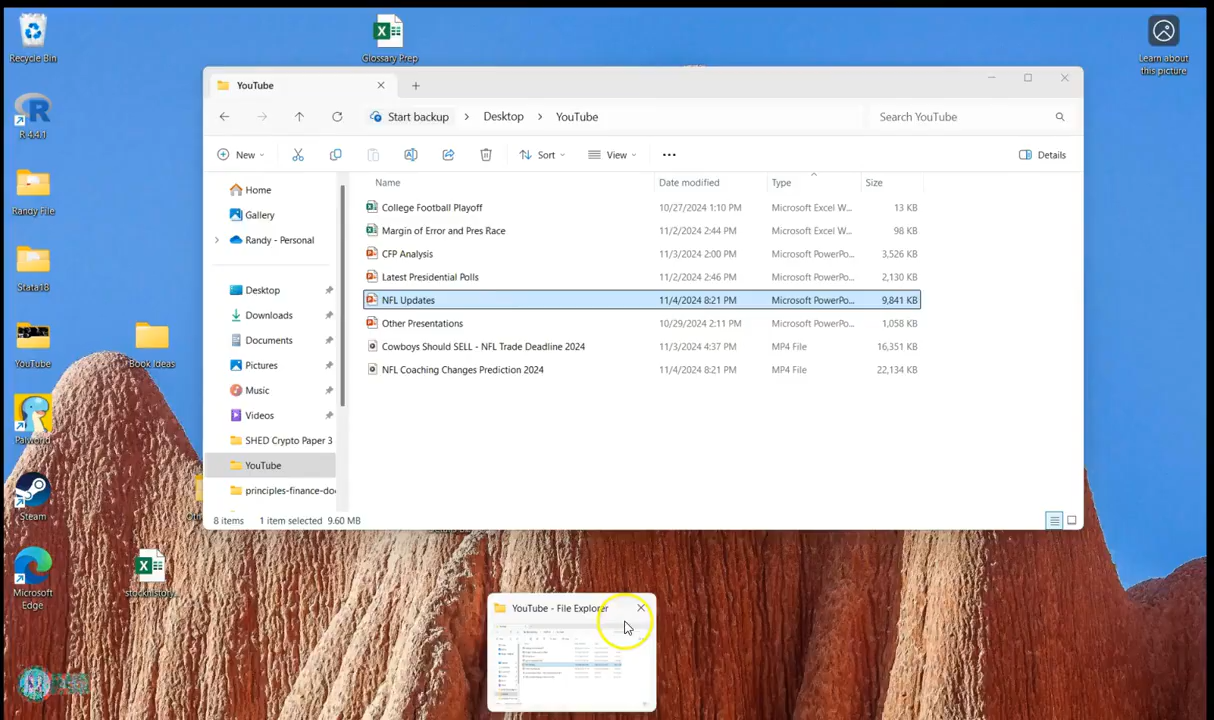 Recycle Bin
Glossary Prep
Learn about
this picture
R 4.4.1
Randy File
Stata18
YouTube
Book Ideas
Palworld
Steam
Microsoft
Edge
stockhistory...
YouTube
Start backup > Desktop > YouTube
Search YouTube
New
Sort
View
Details
Name Date modified Type Size
Home
Gallery
Randy - Personal
Desktop
Downloads
Documents
Pictures
Music
Videos
SHED Crypto Paper 3
YouTube
principles-finance-do
College Football Playoff 10/27/2024 1:10 PM Microsoft Excel W... 13 KB
Margin of Error and Pres Race 11/2/2024 2:44 PM Microsoft Excel W... 98 KB
CFP Analysis 11/3/2024 2:00 PM Microsoft PowerPo... 3,526 KB
Latest Presidential Polls 11/2/2024 2:46 PM Microsoft PowerPo... 2,130 KB
NFL Updates 11/4/2024 8:21 PM Microsoft PowerPo... 9,841 KB
Other Presentations 10/29/2024 2:11 PM Microsoft PowerPo... 1,058 KB
Cowboys Should SELL - NFL Trade Deadline 2024 11/3/2024 4:37 PM MP4 File 16,351 KB
NFL Coaching Changes Prediction 2024 11/4/2024 8:21 PM MP4 File 22,134 KB
8 items 1 item selected 9.60 MB
YouTube - File Explorer